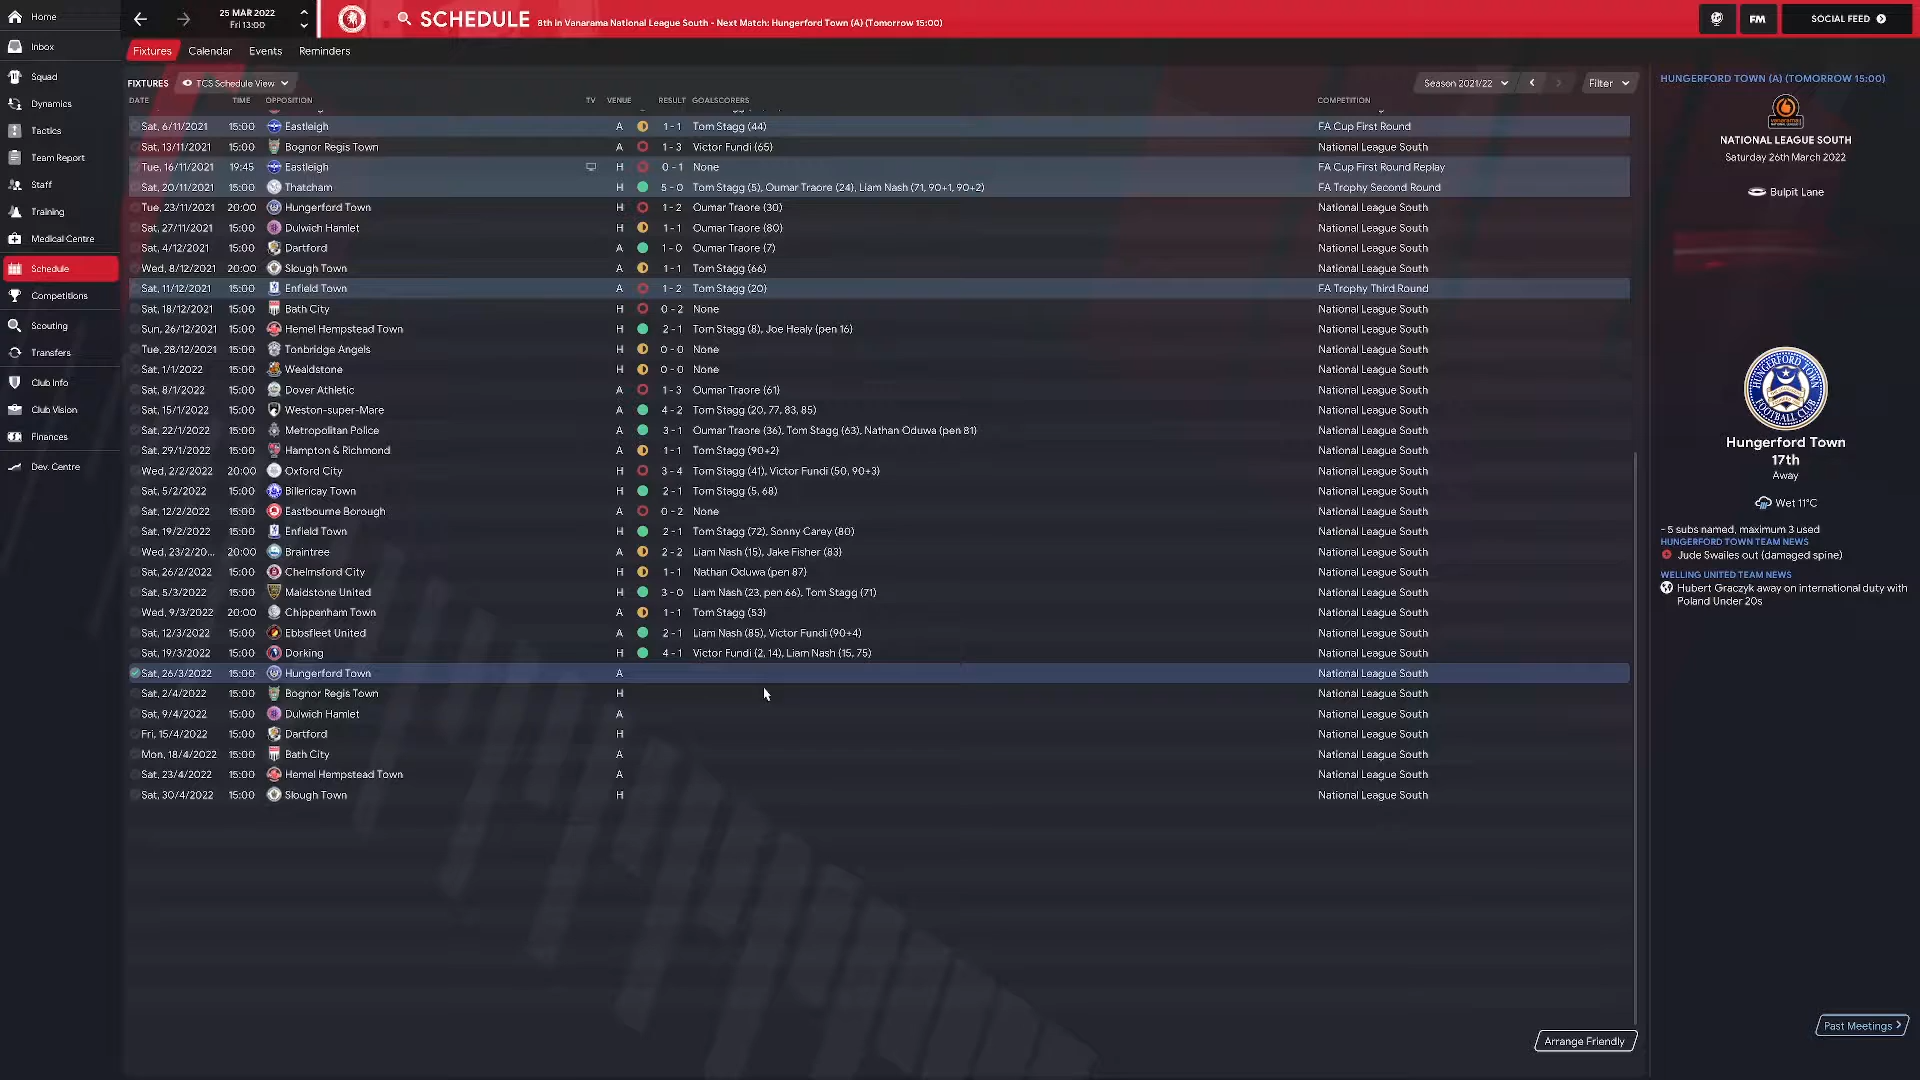 Home
25 MAR 2022
Fri 13:00
SCHEDULE
8th in Vanarama National League South - Next Match: Hungerford Town (A) (Tomorrow 15:00)
FM
SOCIAL FEED
Inbox
Squad
Dynamics
Tactics
Team Report
Staff
Training
Medical Centre
Schedule
Competitions
Scouting
Transfers
Club Info
Club Vision
Finances
Dev. Centre
Fixtures Calendar Events Reminders
FIXTURES TCS Schedule View Season 2021/22 Filter
DATE TIME OPPOSITION TV VENUE RESULT GOALSCORERS COMPETITION
Sat, 6/11/2021 15:00 Eastleigh A 1 - 1 Tom Stagg (44) FA Cup First Round
Sat, 13/11/2021 15:00 Bognor Regis Town A 1 - 3 Victor Fundi (65) National League South
Tue, 16/11/2021 19:45 Eastleigh H 0 - 1 None FA Cup First Round Replay
Sat, 20/11/2021 15:00 Thatcham H 5 - 0 Tom Stagg (5), Oumar Traore (24), Liam Nash (71, 90+1, 90+2) FA Trophy Second Round
Tue, 23/11/2021 20:00 Hungerford Town H 1 - 2 Oumar Traore (30) National League South
Sat, 27/11/2021 15:00 Dulwich Hamlet H 1 - 1 Oumar Traore (80) National League South
Sat, 4/12/2021 15:00 Dartford A 1 - 0 Oumar Traore (7) National League South
Wed, 8/12/2021 20:00 Slough Town A 1 - 1 Tom Stagg (66) National League South
Sat, 11/12/2021 15:00 Enfield Town A 1 - 2 Tom Stagg (20) FA Trophy Third Round
Sat, 18/12/2021 15:00 Bath City H 0 - 2 None National League South
Sun, 26/12/2021 15:00 Hemel Hempstead Town H 2 - 1 Tom Stagg (8), Joe Healy (pen 16) National League South
Tue, 28/12/2021 15:00 Tonbridge Angels H 0 - 0 None National League South
Sat, 1/1/2022 15:00 Wealdstone H 0 - 0 None National League South
Sat, 8/1/2022 15:00 Dover Athletic A 1 - 3 Oumar Traore (61) National League South
Sat, 15/1/2022 15:00 Weston-super-Mare A 4 - 2 Tom Stagg (20, 77, 83, 85) National League South
Sat, 22/1/2022 15:00 Metropolitan Police A 3 - 1 Oumar Traore (36), Tom Stagg (63), Nathan Oduwa (pen 81) National League South
Sat, 29/1/2022 15:00 Hampton & Richmond A 1 - 1 Tom Stagg (90+2) National League South
Wed, 2/2/2022 20:00 Oxford City H 3 - 4 Tom Stagg (41), Victor Fundi (50, 90+3) National League South
Sat, 5/2/2022 15:00 Billericay Town H 2 - 1 Tom Stagg (5, 68) National League South
Sat, 12/2/2022 15:00 Eastbourne Borough A 0 - 2 None National League South
Sat, 19/2/2022 15:00 Enfield Town H 2 - 1 Tom Stagg (72), Sonny Carey (80) National League South
Wed, 23/2/20... 20:00 Braintree A 2 - 2 Liam Nash (15), Jake Fisher (83) National League South
Sat, 26/2/2022 15:00 Chelmsford City H 1 - 1 Nathan Oduwa (pen 87) National League South
Sat, 5/3/2022 15:00 Maidstone United H 3 - 0 Liam Nash (23, pen 66), Tom Stagg (71) National League South
Wed, 9/3/2022 20:00 Chippenham Town A 1 - 1 Tom Stagg (53) National League South
Sat, 12/3/2022 15:00 Ebbsfleet United A 2 - 1 Liam Nash (85), Victor Fundi (90+4) National League South
Sat, 19/3/2022 15:00 Dorking H 4 - 1 Victor Fundi (2, 14), Liam Nash (15, 75) National League South
Sat, 26/3/2022 15:00 Hungerford Town A National League South
Sat, 2/4/2022 15:00 Bognor Regis Town H National League South
Sat, 9/4/2022 15:00 Dulwich Hamlet A National League South
Fri, 15/4/2022 15:00 Dartford H National League South
Mon, 18/4/2022 15:00 Bath City A National League South
Sat, 23/4/2022 15:00 Hemel Hempstead Town A National League South
Sat, 30/4/2022 15:00 Slough Town H National League South
Arrange Friendly
HUNGERFORD TOWN (A) (TOMORROW 15:00)
NATIONAL LEAGUE SOUTH
Saturday 26th March 2022
Bulpit Lane
HUNGERFORD TOWN
FOOTBALL CLUB
Hungerford Town
17th
Away
Wet 11°C
- 5 subs named, maximum 3 used
HUNGERFORD TOWN TEAM NEWS
Jude Swailes out (damaged spine)
WELLING UNITED TEAM NEWS
Hubert Graczyk away on international duty with
Poland Under 20s
Past Meetings